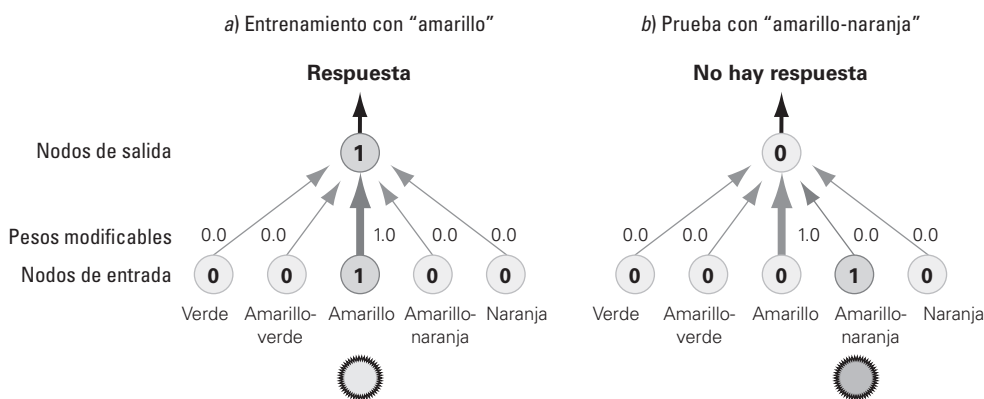 a) Entrenamiento con “amarillo”
Respuesta
Nodos de salida
1
Pesos modificables
0.0 0.0 1.0 0.0 0.0
Nodos de entrada
0 0 1 0 0
Verde Amarillo-verde Amarillo Amarillo-naranja Naranja
b) Prueba con “amarillo-naranja”
No hay respuesta
0
0.0 0.0 1.0 0.0 0.0
0 0 0 1 0
Verde Amarillo-verde Amarillo Amarillo-naranja Naranja